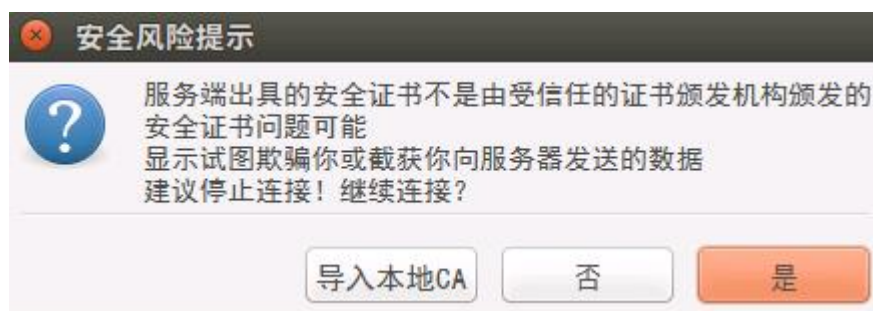 安全风险提示
服务端出具的安全证书不是由受信任的证书颁发机构颁发的
安全证书问题可能
显示试图欺骗你或截获你向服务器发送的数据
建议停止连接！继续连接？
导入本地CA 否 是